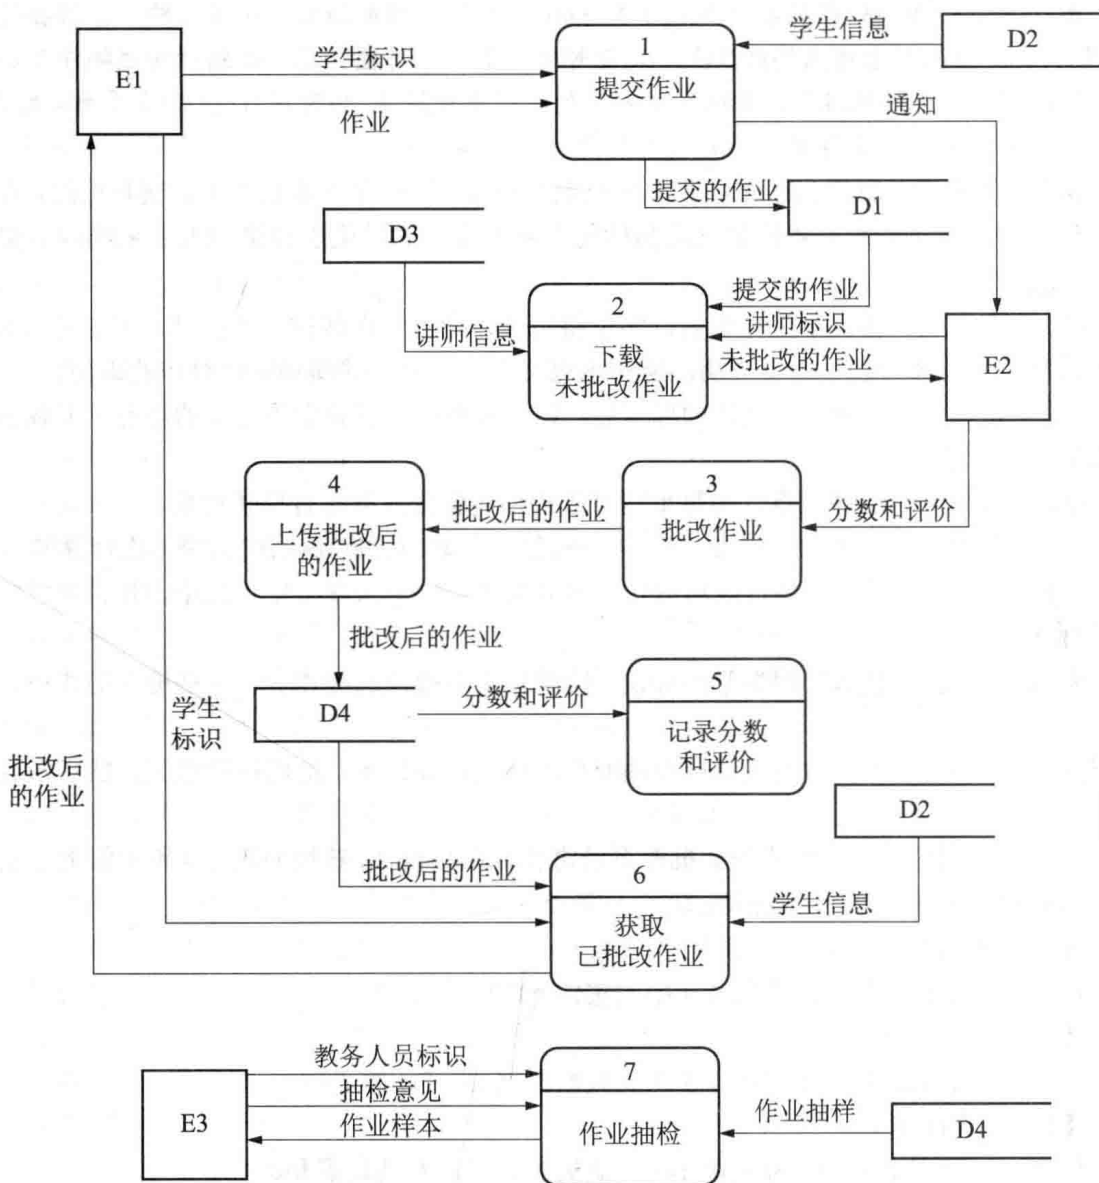 E1
学生标识
作业
1
提交作业
学生信息
D2
通知
提交的作业
D1
D3
讲师信息
2
下载
未批改作业
提交的作业
讲师标识
未批改的作业
E2
4
上传批改后
的作业
批改后的作业
3
批改作业
分数和评价
批改后的作业
D4
分数和评价
5
记录分数
和评价
学生
标识
批改后
的作业
D2
批改后的作业
6
获取
已批改作业
学生信息
E3
教务人员标识
抽检意见
作业样本
7
作业抽检
作业抽样
D4